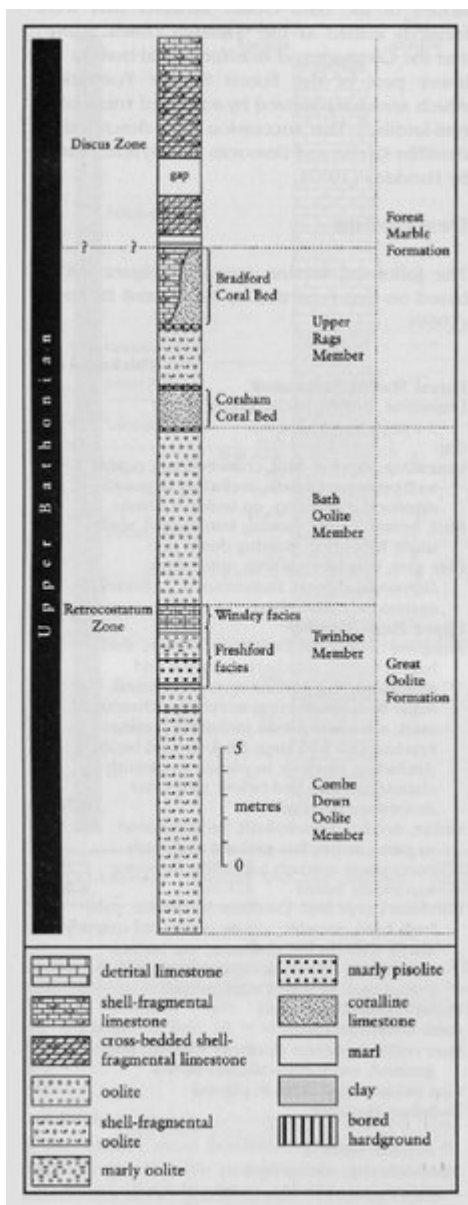 Upper Bathonian
Discus Zone
gap
Forest
Marble
Formation
? ?
Bradford
Coral Bed
Upper
Rags
Member
Corsham
Coral Bed
Bath
Oolite
Member
Retrocostatum
Zone
Winsley facies
Freshford
facies
Twinhoe
Member
Great
Oolite
Formation
5
metres
0
Combe
Down
Oolite
Member
detrital limestone
shell-fragmental
limestone
cross-bedded shell-
fragmental limestone
oolite
shell-fragmental
oolite
marly oolite
marly pisolite
coralline
limestone
marl
clay
bored
hardground